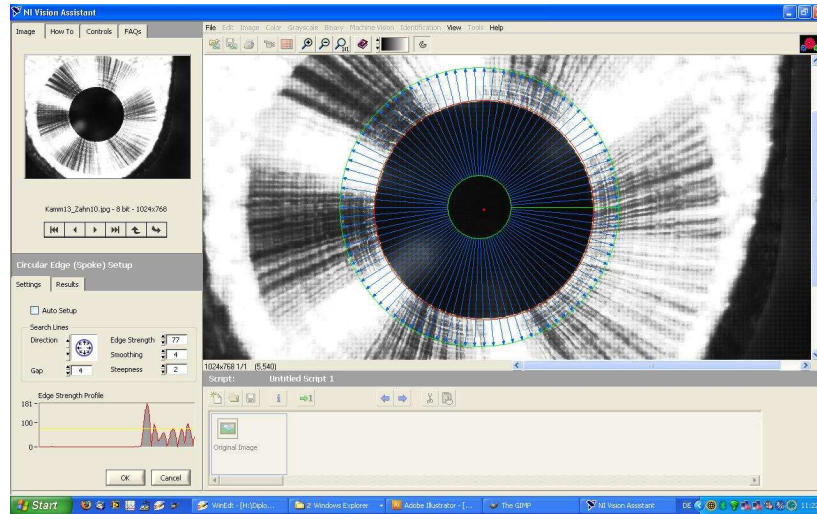 NI Vision Assistant
Image How To Controls FAQs
File Edit Image Color Grayscale Binary Machine Vision Identification View Tools Help
1:1
Kamm13_Zahn10.jpg - 8 bit - 1024x768
Circular Edge (Spoke) Setup
Settings Results
Auto Setup
Search Lines
Direction
Edge Strength 77
Smoothing 4
Gap 4
Steepness 2
Edge Strength Profile
181
100
0
OK Cancel
1024x768 1/1 (5,540)
Script: Untitled Script 1
1
Original Image
Start
WinEdt - [H:\Diplo...
2 Windows Explorer
Adobe Illustrator - [...
The GIMP
NI Vision Assistant
DE